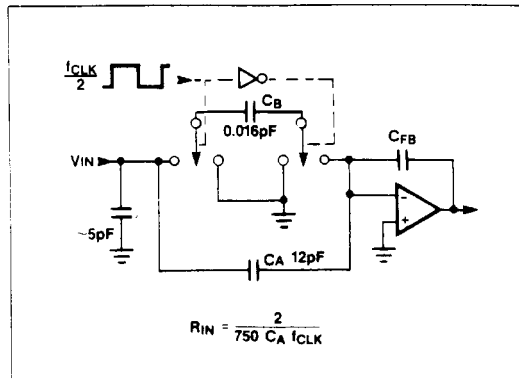 fCLK
2
CB
0.016pF
CFB
VIN
-
+
~5pF
CA 12pF
RIN = 2
750 CA fCLK